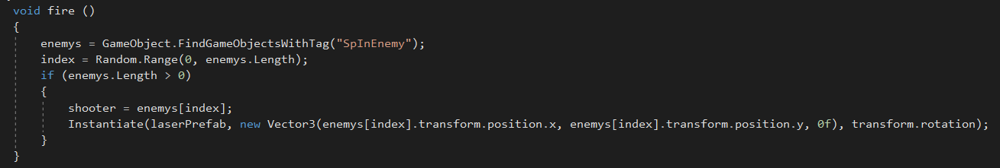 void fire ()
{
enemys = GameObject.FindGameObjectsWithTag("SpInEnemy");
index = Random.Range(0, enemys.Length);
if (enemys.Length > 0)
{
shooter = enemys[index];
Instantiate(laserPrefab, new Vector3(enemys[index].transform.position.x, enemys[index].transform.position.y, 0f), transform.rotation);
}
}